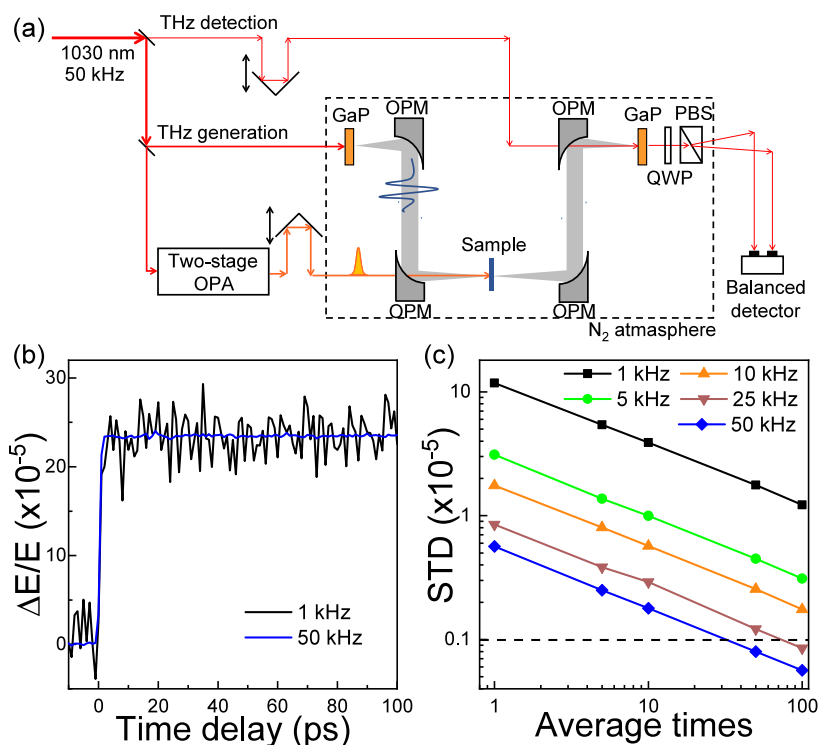 (a)
THz detection
1030 nm
50 kHz
THz generation
GaP
OPM
OPM
GaP
PBS
QWP
Two-stage
OPA
Sample
OPM
OPM
Balanced
detector
N₂ atmasphere
(b)
ΔE/E (x10⁻⁵)
30
20
10
0
1 kHz
50 kHz
0
20
40
60
80
100
Time delay (ps)
(c)
STD (x10⁻⁵)
10
1
0.1
1 kHz
10 kHz
5 kHz
25 kHz
50 kHz
1
10
100
Average times